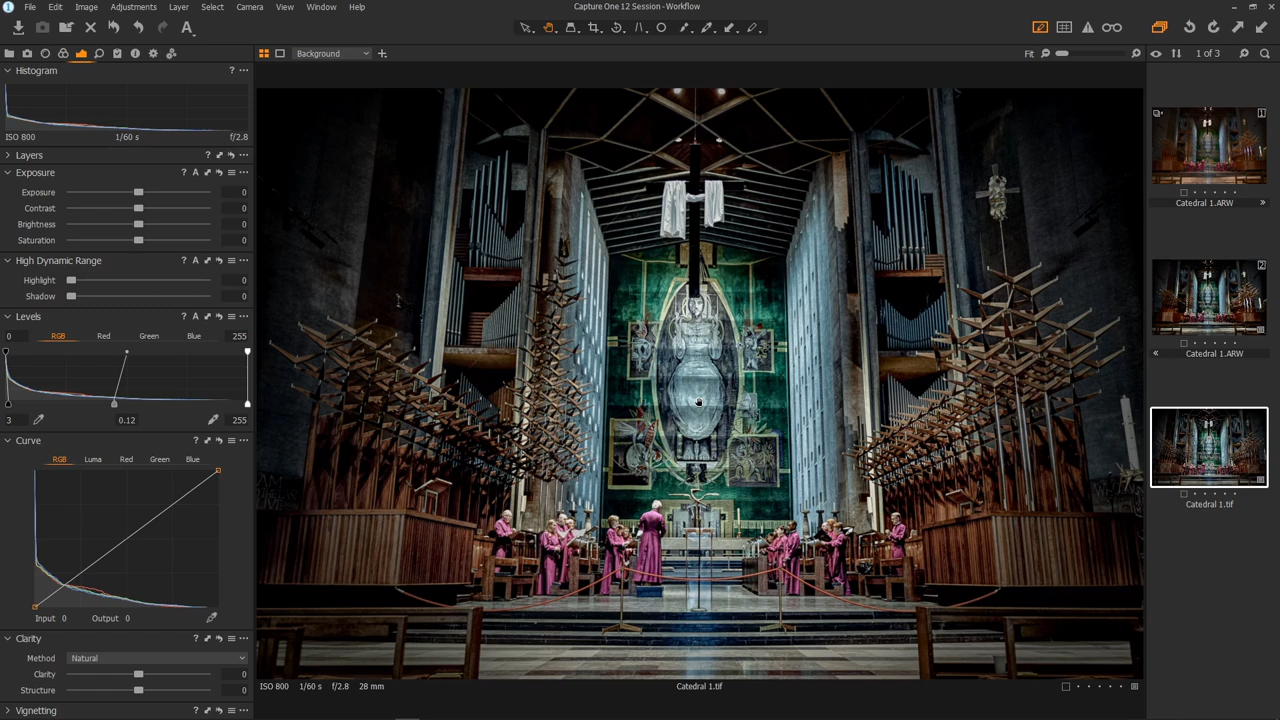 File Edit Image Adjustments Layer Select Camera View Window Help
Capture One 12 Session - Workflow
Background
Fit
1 of 3
Histogram
ISO 800 1/60 s f/2.8
Layers
Exposure
Exposure 0
Contrast 0
Brightness 0
Saturation 0
High Dynamic Range
Highlight 0
Shadow 0
Levels
0 RGB Red Green Blue 255
3 0.12 255
Curve
RGB Luma Red Green Blue
Input 0 Output 0
Clarity
Method Natural
Clarity 0
Structure 0
Vignetting
ISO 800 1/60 s f/2.8 28 mm
Catedral 1.tif
1
Catedral 1.ARW
2
Catedral 1.ARW
Catedral 1.tif